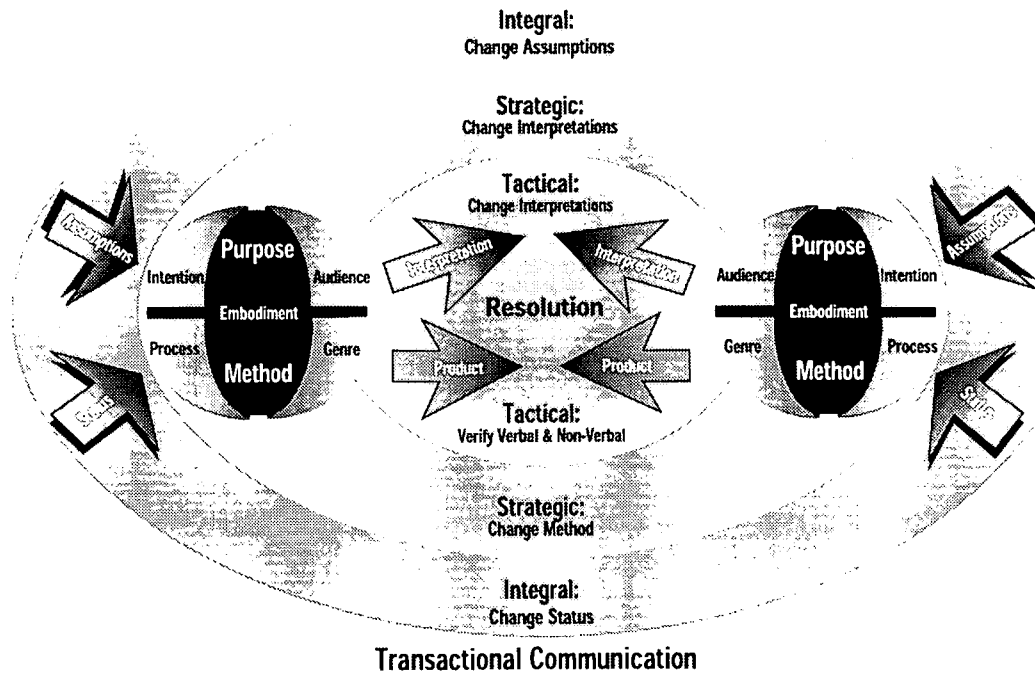 Integral:
Change Assumptions
Strategic:
Change Interpretations
Tactical:
Change Interpretations
Assumptions
Purpose
Intention
Audience
Embodiment
Process
Genre
Method
Interpretation
Interpretation
Resolution
Product
Product
Assumptions
Purpose
Audience
Intention
Embodiment
Genre
Process
Method
Tactical:
Verify Verbal & Non-Verbal
Strategic:
Change Method
Integral:
Change Status
Transactional Communication